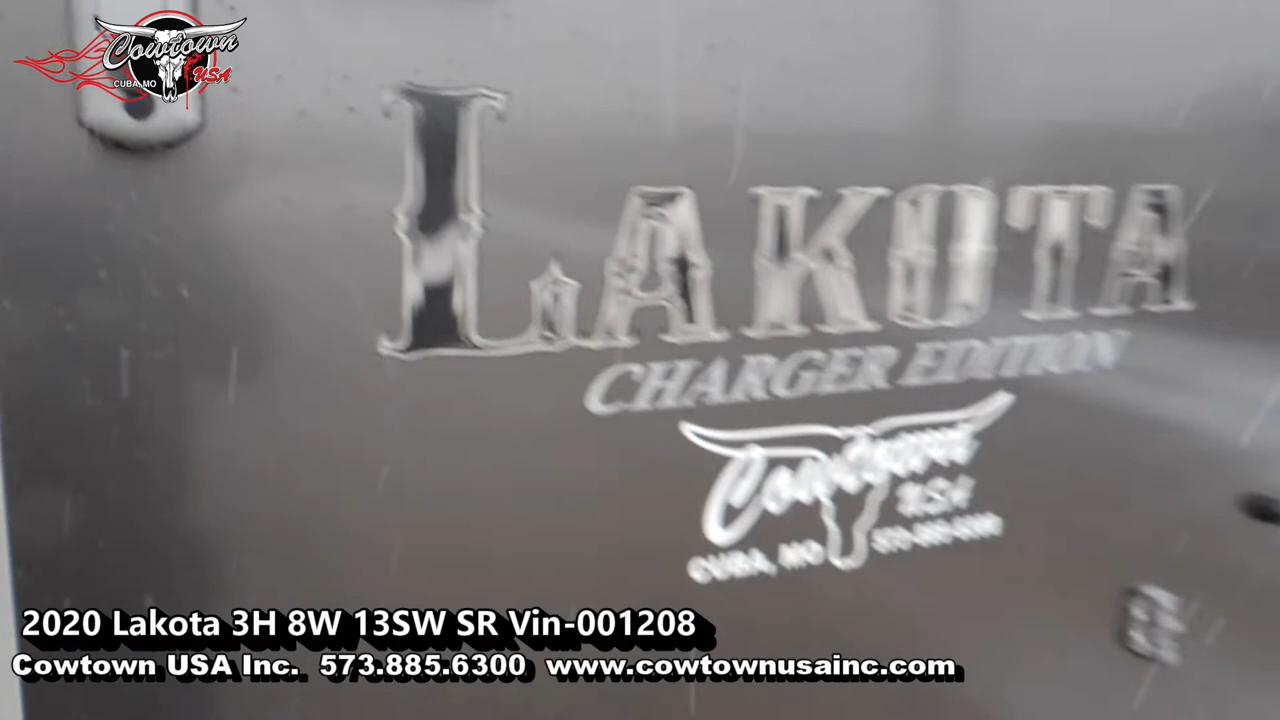 Cowtown
USA
CUBA, MO
LAKOTA
CHARGER EDITION
Cowtown
USA
CUBA, MO
2020 Lakota 3H 8W 13SW SR Vin-001208
Cowtown USA Inc. 573.885.6300 www.cowtownusainc.com